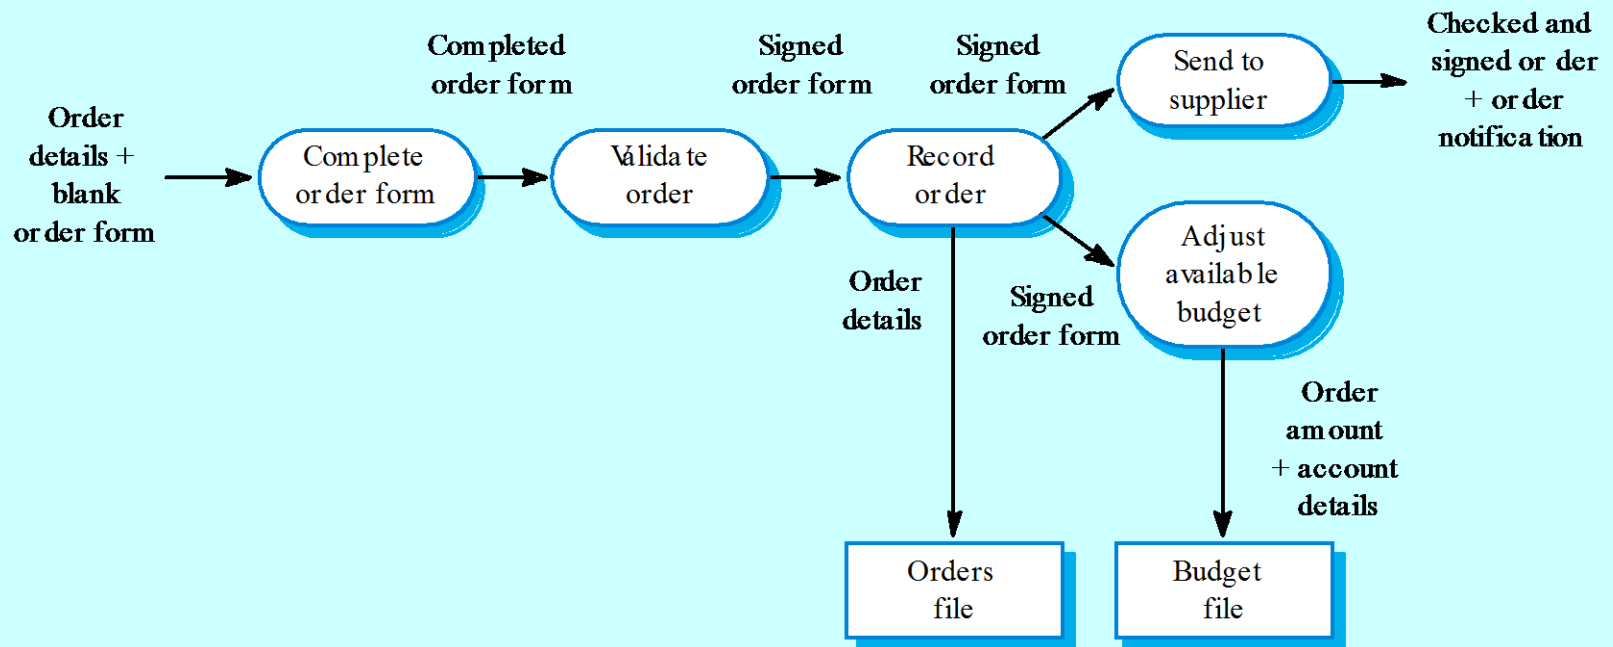 Order
details +
blank
order form
Complete
order form
Completed
order form
Validate
order
Signed
order form
Record
order
Signed
order form
Send to
supplier
Checked and
signed or der
+ order
notification
Order
details
Signed
order form
Adjust
available
budget
Order
amount
+ account
details
Orders
file
Budget
file